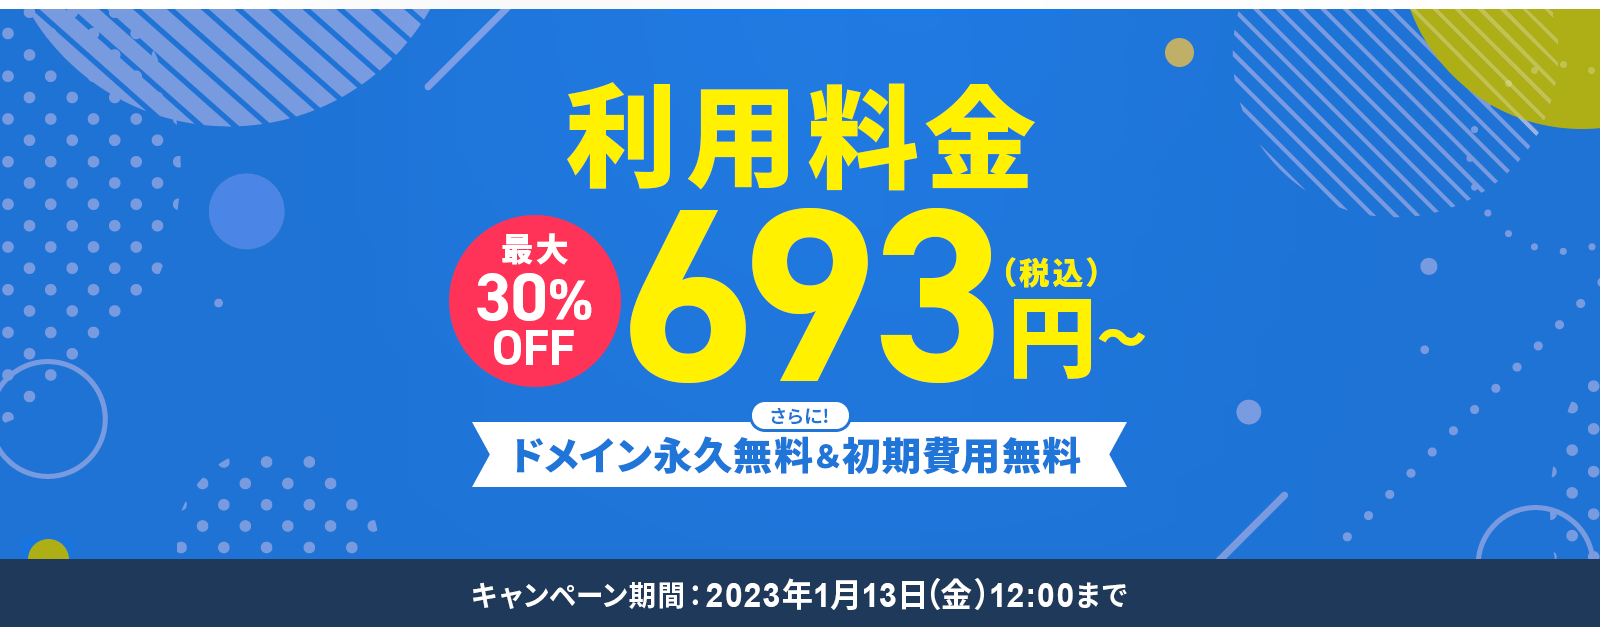 利用料金
最大
30%
OFF
693
（税込）
円〜
さらに!
ドメイン永久無料&初期費用無料
キャンペーン期間：2023年1月13日(金)12:00まで